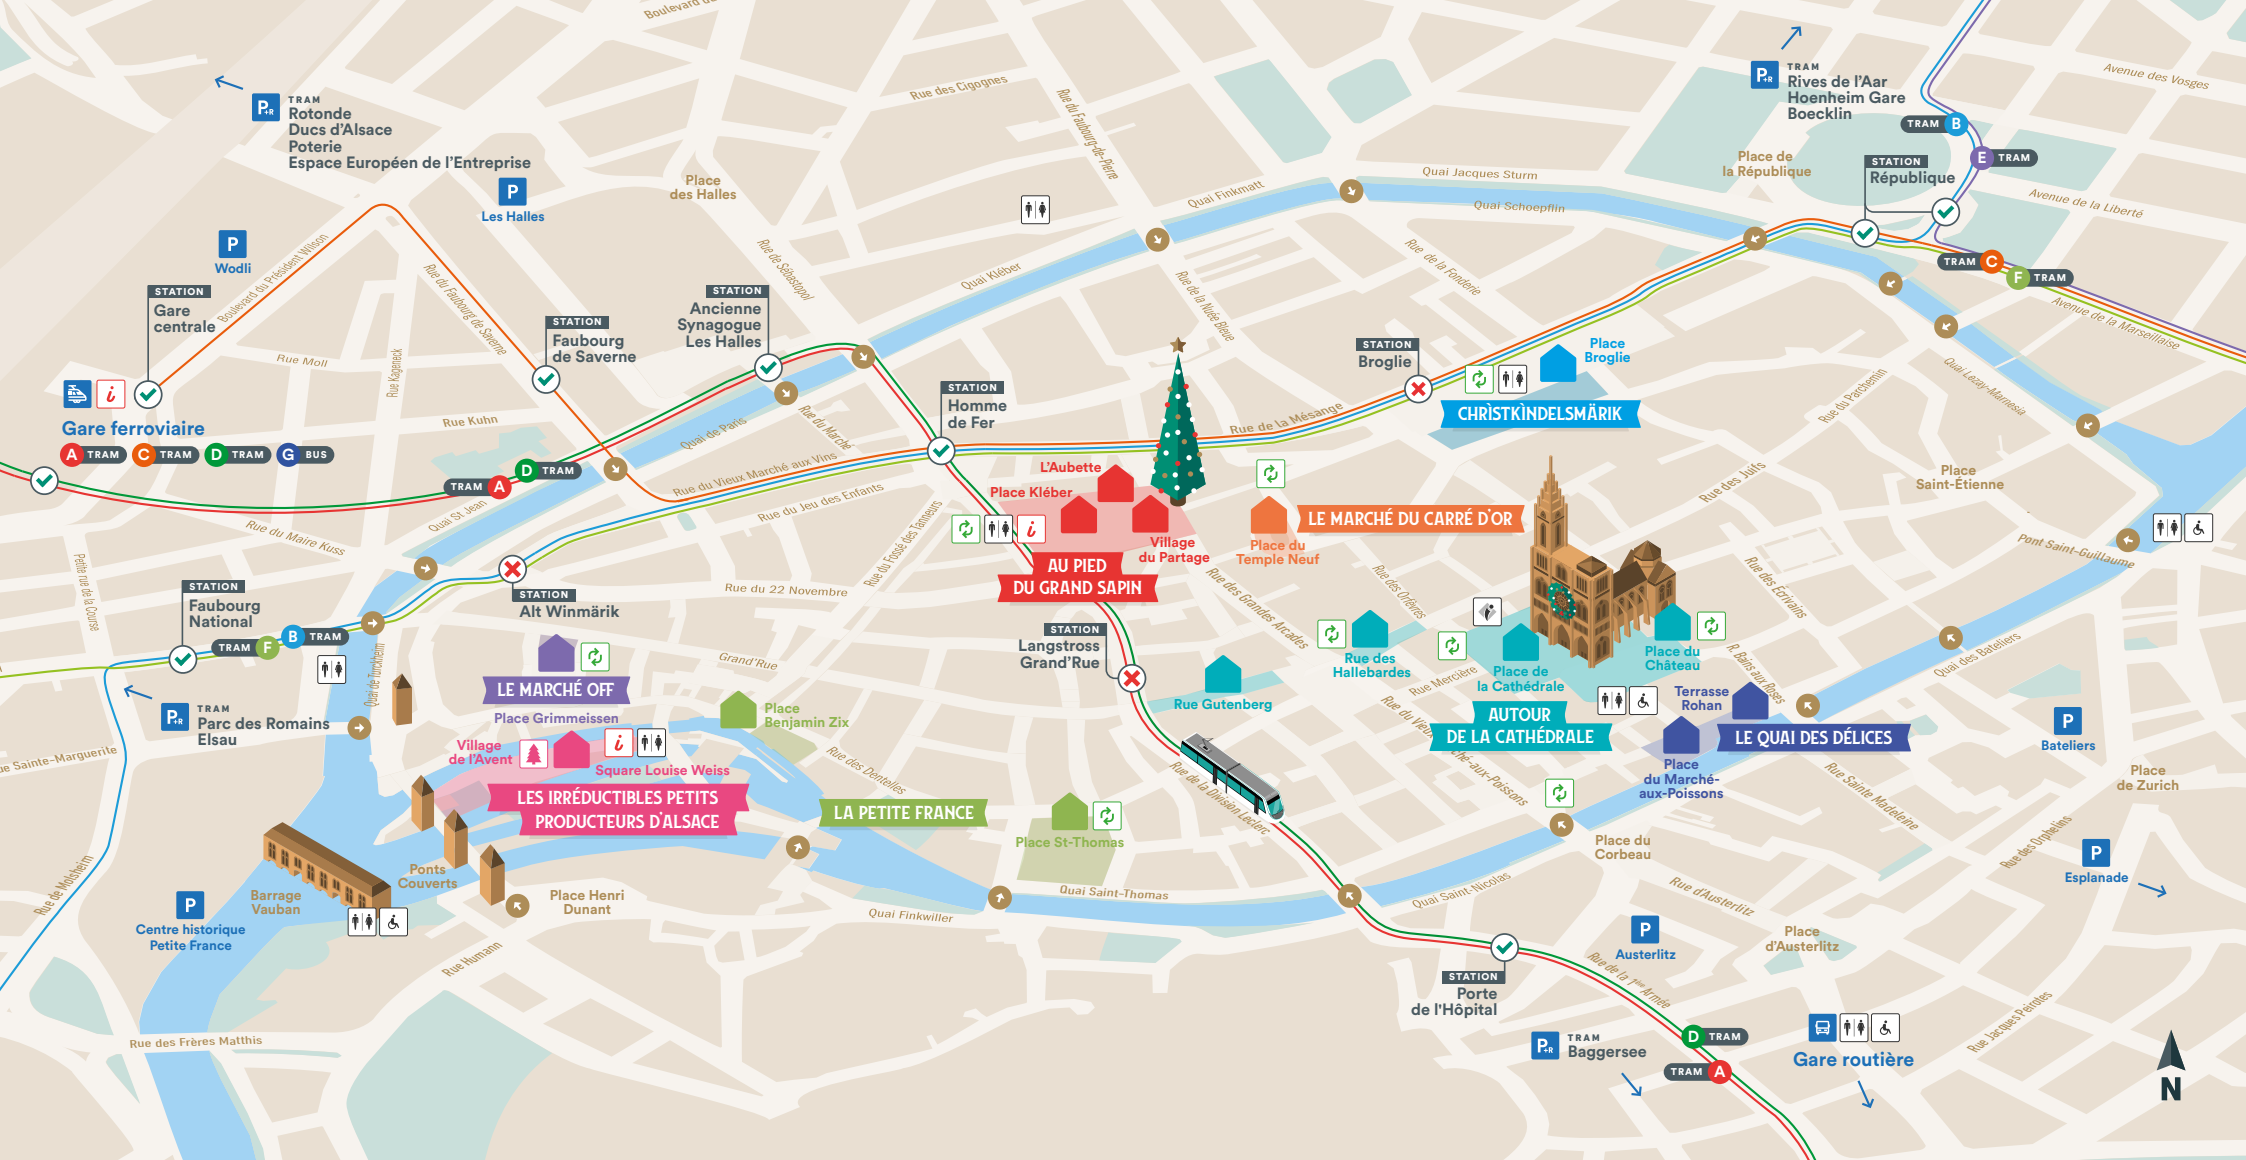 Boulevard du
Rue des Cigognes
Rue du Faubourg-de-Pierre
TRAM
Rives de l'Aar
Hoenheim Gare
Boecklin
P+R
Avenue des Vosges
TRAM B
E TRAM
P+R
TRAM
Rotonde
Ducs d'Alsace
Poterie
Espace Européen de l'Entreprise
P
Les Halles
Place
des Halles
Quai Finkmatt
Quai Jacques Sturm
Quai Schoepflin
Place de
la République
STATION
République
Avenue de la Liberté
P
Wodli
Boulevard du Président Wilson
Rue du Faubourg de Saverne
Rue de Sébastopol
Quai Kléber
Rue de la Nuée Bleue
Rue de la Fonderie
TRAM C
F TRAM
Avenue de la Marseillaise
STATION
Gare
centrale
STATION
Faubourg
de Saverne
STATION
Ancienne
Synagogue
Les Halles
Rue Moll
Rue Kageneck
STATION
Broglie
Place
Broglie
CHRÌSTKÌNDELSMÄRIK
Quai Lezay-Marnesia
Rue du Parchemin
i
Gare ferroviaire
A TRAM
C TRAM
D TRAM
G BUS
Rue Kuhn
Quai de Paris
Rue du Marché
STATION
Homme
de Fer
Rue de La Mésange
TRAM A
D TRAM
Rue du Vieux Marché aux Vins
Rue du Jeu des Enfants
L'Aubette
Place Kléber
i
Village
du Partage
AU PIED
DU GRAND SAPIN
LE MARCHÉ DU CARRÉ D'OR
Place du
Temple Neuf
Rue des Juifs
Place
Saint-Étienne
Pont Saint-Guillaume
Quai St Jean
Rue du Maire Kuss
Petite rue de la Course
Rue du Fossé des Tanneurs
Rue du 22 Novembre
Rue des Grandes Arcades
Rue des Orfèvres
Rue des Ecrivains
STATION
Faubourg
National
TRAM F
B TRAM
STATION
Alt Winmärik
Quai de Turckheim
STATION
Langstross
Grand'Rue
Grand'Rue
Rue des
Hallebardes
Rue Mercière
Place de
la Cathédrale
Place du
Château
R. Bains aux Roses
Quai des Bateliers
LE MARCHÉ OFF
Place Grimmeissen
Place
Benjamin Zix
Rue Gutenberg
AUTOUR
DE LA CATHÉDRALE
Terrasse
Rohan
LE QUAI DES DÉLICES
Place
du Marché-
aux-Poissons
P
Bateliers
P+R
TRAM
Parc des Romains
Elsau
ue Sainte-Marguerite
Village
de l'Avent
i
Square Louise Weiss
LES IRRÉDUCTIBLES PETITS
PRODUCTEURS D'ALSACE
Rue des Dentelles
LA PETITE FRANCE
Place St-Thomas
Rue de la Division Leclerc
Rue du Vieux
ché-aux-Poissons
Rue Sainte Madeleine
Place
de Zurich
Place du
Corbeau
Rue des Orphelins
P
Esplanade
Rue de Molsheim
Ponts
Couverts
Barrage
Vauban
Place Henri
Dunant
Quai Finkwiller
Quai Saint-Thomas
Quai Saint-Nicolas
Rue d'Austerlitz
P
Centre historique
Petite France
Rue Humann
P
Austerlitz
Place
d'Austerlitz
STATION
Porte
de l'Hôpital
Rue de la 1ère Armée
Rue Jacques Peirotes
Rue des Frères Matthis
P+R
TRAM
Baggersee
D TRAM
TRAM A
Gare routière
N